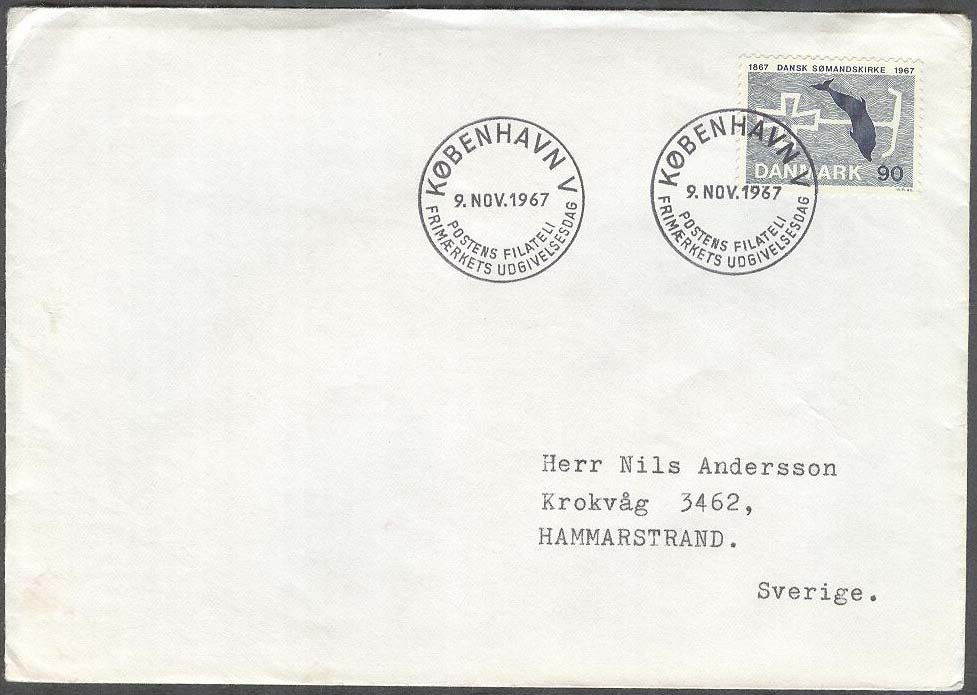 1867 DANSK SØMANDSKIRKE 1967
DANMARK 90
KØBENHAVN V
9. NOV. 1967
POSTENS FILATELI
FRIMÆRKETS UDGIVELSESDAG
KØBENHAVN V
9. NOV. 1967
POSTENS FILATELI
FRIMÆRKETS UDGIVELSESDAG
Herr Nils Andersson
Krokvåg 3462,
HAMMARSTRAND.
Sverige.